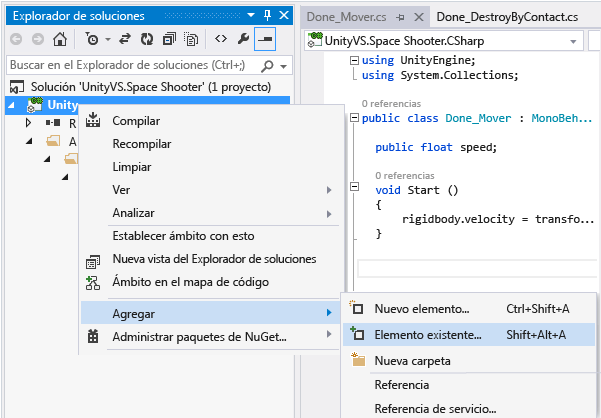 Explorador de soluciones
Buscar en el Explorador de soluciones (Ctrl+;)
Solución 'UnityVS.Space Shooter' (1 proyecto)
Unity
R
A
Compilar
Recompilar
Limpiar
Ver
Analizar
Establecer ámbito con esto
Nueva vista del Explorador de soluciones
Ámbito en el mapa de código
Agregar
Administrar paquetes de NuGet...
Nuevo elemento... Ctrl+Shift+A
Elemento existente... Shift+Alt+A
Nueva carpeta
Referencia
Referencia de servicio...
Done_Mover.cs Done_DestroyByContact.cs
UnityVS.Space Shooter.CSharp
using UnityEngine;
using System.Collections;
0 referencias
public class Done_Mover : MonoBeh...
public float speed;
0 referencias
void Start ()
{
rigidbody.velocity = transfo...
}